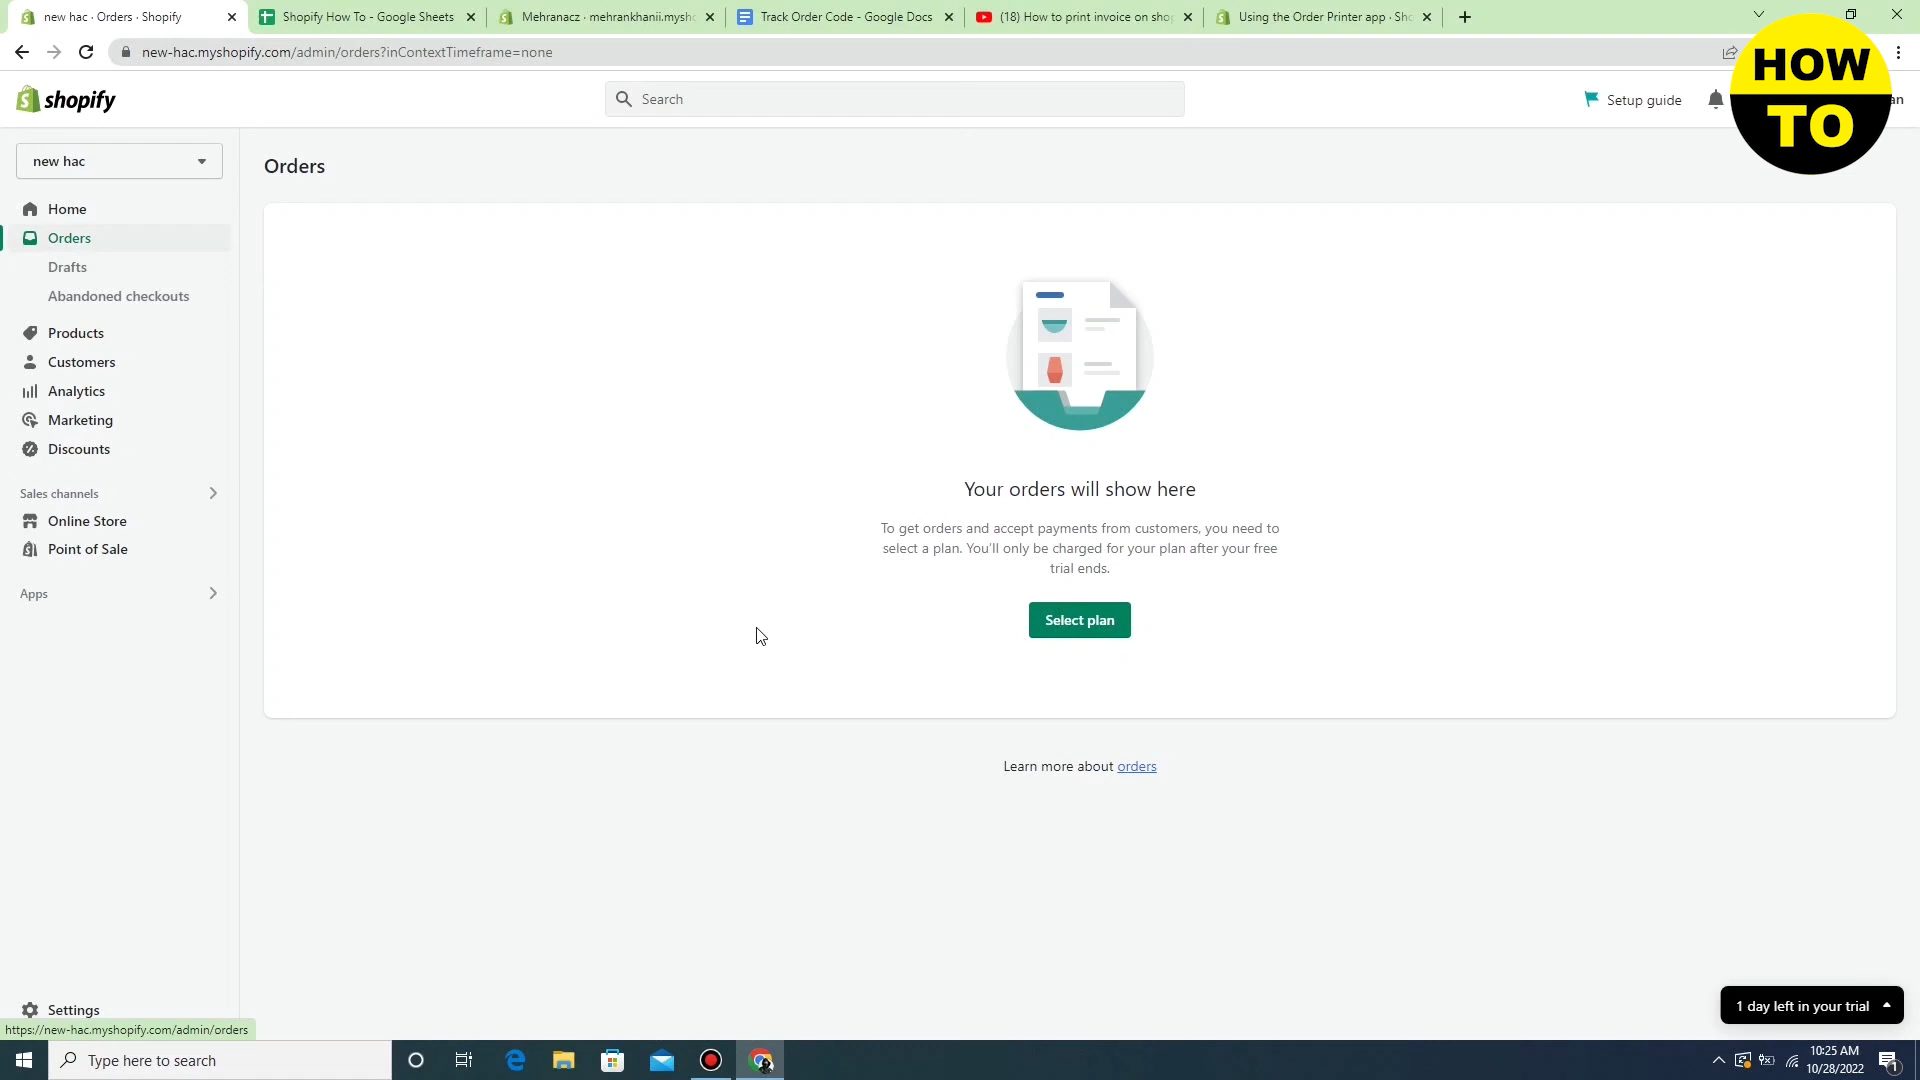 new hac · Orders · Shopify
Shopify How To - Google Sheets
Mehranacz · mehrankhanii.mysh
Track Order Code - Google Docs
(18) How to print invoice on shop
Using the Order Printer app · Sh
new-hac.myshopify.com/admin/orders?inContextTimeframe=none
shopify
Search
Setup guide
HOW
TO
new hac
Orders
Home
Orders
Drafts
Abandoned checkouts
Products
Customers
Analytics
Marketing
Discounts
Sales channels
Online Store
Point of Sale
Apps
Your orders will show here
To get orders and accept payments from customers, you need to
select a plan. You'll only be charged for your plan after your free
trial ends.
Select plan
Learn more about orders
Settings
1 day left in your trial
https://new-hac.myshopify.com/admin/orders
Type here to search
10:25 AM
10/28/2022
1